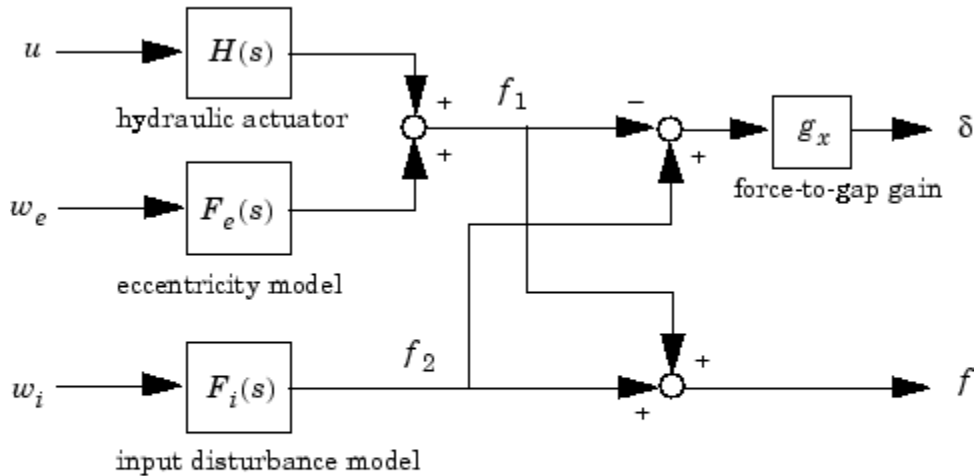 u
H(s)
hydraulic actuator
+
+
f₁
−
+
gₓ
δ
force-to-gap gain
wₑ
Fₑ(s)
eccentricity model
f₂
wᵢ
Fᵢ(s)
+
+
f
input disturbance model